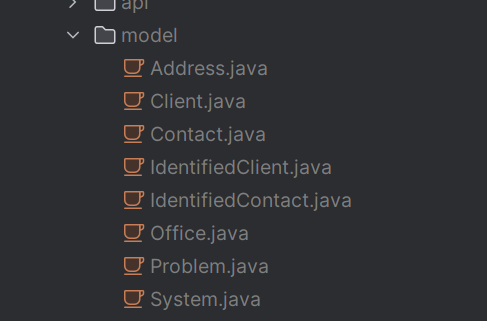 api
model
Address.java
Client.java
Contact.java
IdentifiedClient.java
IdentifiedContact.java
Office.java
Problem.java
System.java